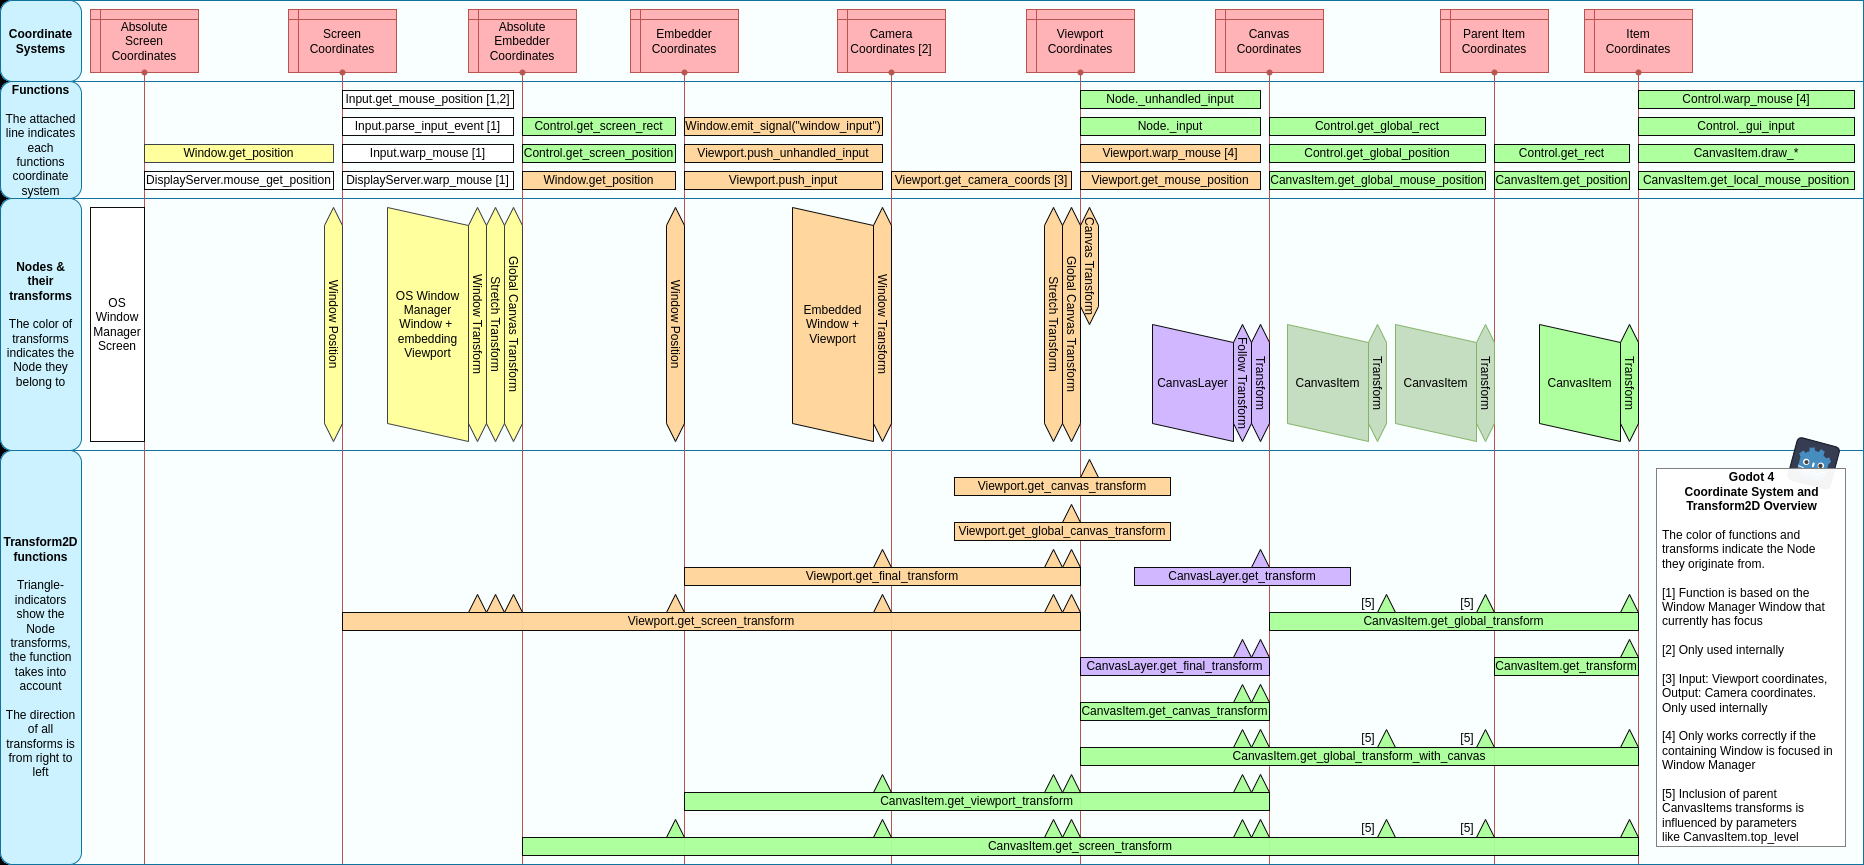 Coordinate
Systems
Absolute
Screen
Coordinates
Screen
Coordinates
Absolute
Embedder
Coordinates
Embedder
Coordinates
Camera
Coordinates [2]
Viewport
Coordinates
Canvas
Coordinates
Parent Item
Coordinates
Item
Coordinates
Functions
The attached
line indicates
each
functions
coordinate
system
Input.get_mouse_position [1,2]
Node._unhandled_input
Control.warp_mouse [4]
Input.parse_input_event [1]
Control.get_screen_rect
Window.emit_signal("window_input")
Node._input
Control.get_global_rect
Control._gui_input
Window.get_position
Input.warp_mouse [1]
Control.get_screen_position
Viewport.push_unhandled_input
Viewport.warp_mouse [4]
Control.get_global_position
Control.get_rect
CanvasItem.draw_*
DisplayServer.mouse_get_position
DisplayServer.warp_mouse [1]
Window.get_position
Viewport.push_input
Viewport.get_camera_coords [3]
Viewport.get_mouse_position
CanvasItem.get_global_mouse_position
CanvasItem.get_position
CanvasItem.get_local_mouse_position
Nodes &
their
transforms
The color of
transforms
indicates the
Node they
belong to
OS
Window
Manager
Screen
Window Position
OS Window
Manager
Window +
embedding
Viewport
Window Transform
Stretch Transform
Global Canvas Transform
Window Position
Embedded
Window +
Viewport
Window Transform
Stretch Transform
Global Canvas Transform
Canvas Transform
CanvasLayer
Follow Transform
Transform
CanvasItem
Transform
CanvasItem
Transform
CanvasItem
Transform
Transform2D
functions
Triangle-
indicators
show the
Node
transforms,
the function
takes into
account
The direction
of all
transforms is
from right to
left
Viewport.get_canvas_transform
Viewport.get_global_canvas_transform
Viewport.get_final_transform
CanvasLayer.get_transform
[5]
[5]
Viewport.get_screen_transform
CanvasItem.get_global_transform
CanvasLayer.get_final_transform
CanvasItem.get_transform
CanvasItem.get_canvas_transform
[5]
[5]
CanvasItem.get_global_transform_with_canvas
CanvasItem.get_viewport_transform
[5]
[5]
CanvasItem.get_screen_transform
Godot 4
Coordinate System and
Transform2D Overview
The color of functions and
transforms indicate the Node
they originate from.
[1] Function is based on the
Window Manager Window that
currently has focus
[2] Only used internally
[3] Input: Viewport coordinates,
Output: Camera coordinates.
Only used internally
[4] Only works correctly if the
containing Window is focused in
Window Manager
[5] Inclusion of parent
CanvasItems transforms is
influenced by parameters
like CanvasItem.top_level